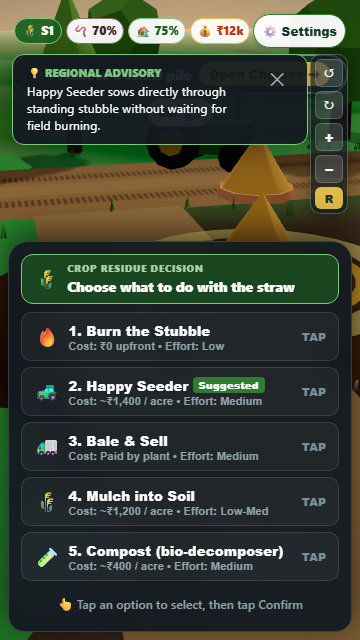 S1
70%
75%
₹12k
Settings
REGIONAL ADVISORY
Happy Seeder sows directly through
standing stubble without waiting for
field burning.
R
CROP RESIDUE DECISION
Choose what to do with the straw
1. Burn the Stubble
Cost: ₹0 upfront • Effort: Low
TAP
2. Happy Seeder Suggested
Cost: ~₹1,400 / acre • Effort: Medium
TAP
3. Bale & Sell
Cost: Paid by plant • Effort: Medium
TAP
4. Mulch into Soil
Cost: ~₹1,200 / acre • Effort: Low-Med
TAP
5. Compost (bio-decomposer)
Cost: ~₹400 / acre • Effort: Medium
TAP
Tap an option to select, then tap Confirm